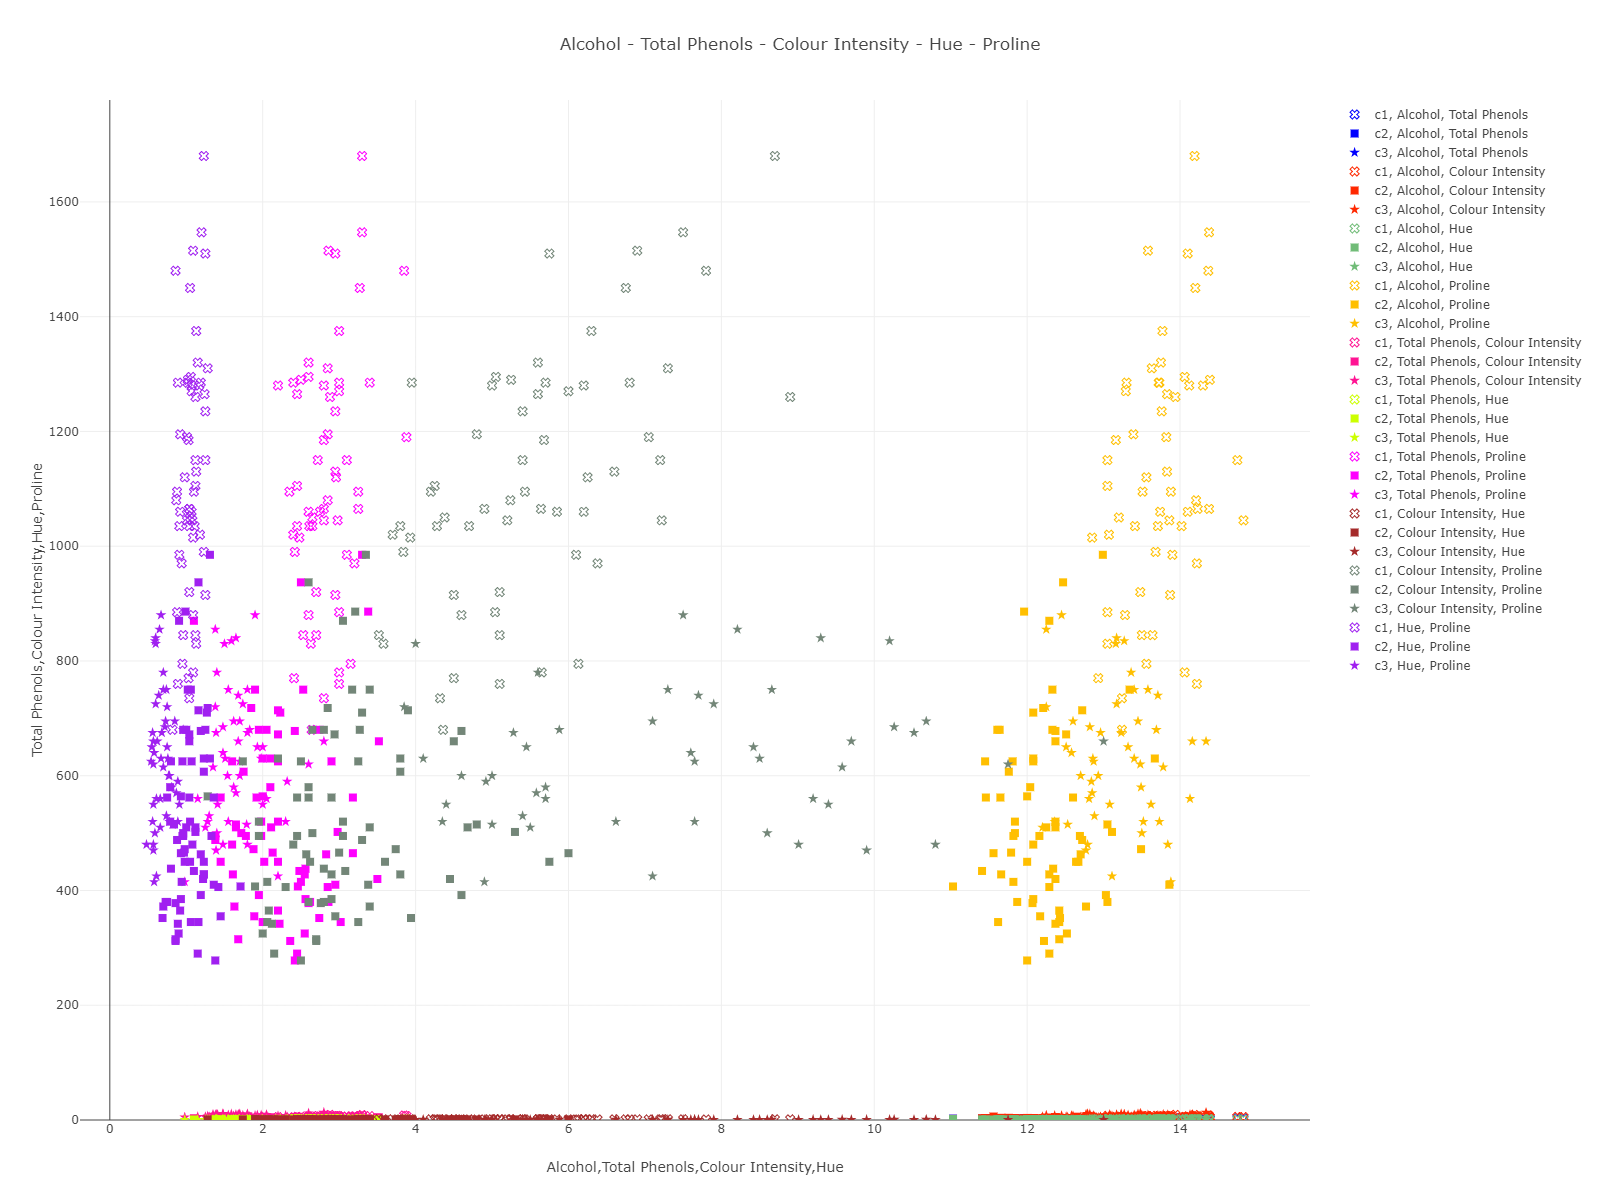 Alcohol - Total Phenols - Colour Intensity - Hue - Proline
c1, Alcohol, Total Phenols
c2, Alcohol, Total Phenols
c3, Alcohol, Total Phenols
c1, Alcohol, Colour Intensity
c2, Alcohol, Colour Intensity
c3, Alcohol, Colour Intensity
c1, Alcohol, Hue
c2, Alcohol, Hue
c3, Alcohol, Hue
c1, Alcohol, Proline
c2, Alcohol, Proline
c3, Alcohol, Proline
c1, Total Phenols, Colour Intensity
c2, Total Phenols, Colour Intensity
c3, Total Phenols, Colour Intensity
c1, Total Phenols, Hue
c2, Total Phenols, Hue
c3, Total Phenols, Hue
c1, Total Phenols, Proline
c2, Total Phenols, Proline
c3, Total Phenols, Proline
c1, Colour Intensity, Hue
c2, Colour Intensity, Hue
c3, Colour Intensity, Hue
c1, Colour Intensity, Proline
c2, Colour Intensity, Proline
c3, Colour Intensity, Proline
c1, Hue, Proline
c2, Hue, Proline
c3, Hue, Proline
Total Phenols,Colour Intensity,Hue,Proline
1600
1400
1200
1000
800
600
400
200
0
0 2 4 6 8 10 12 14
Alcohol,Total Phenols,Colour Intensity,Hue